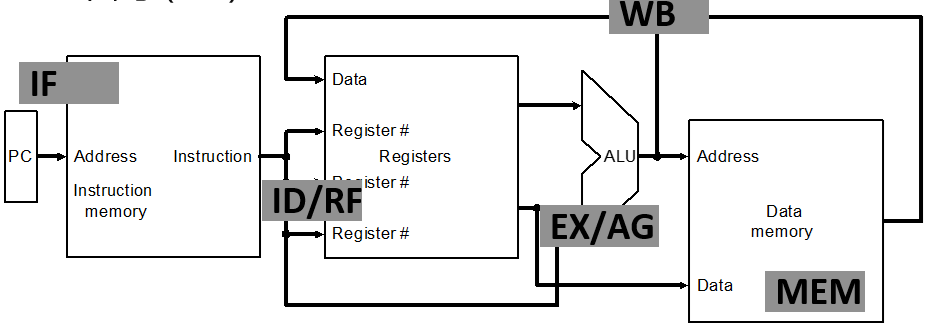 WB
IF
Data
Register #
PC
Address
Instruction
Registers
ALU
Address
Instruction
memory
Register #
ID/RF
Register #
EX/AG
Data
memory
Data
MEM